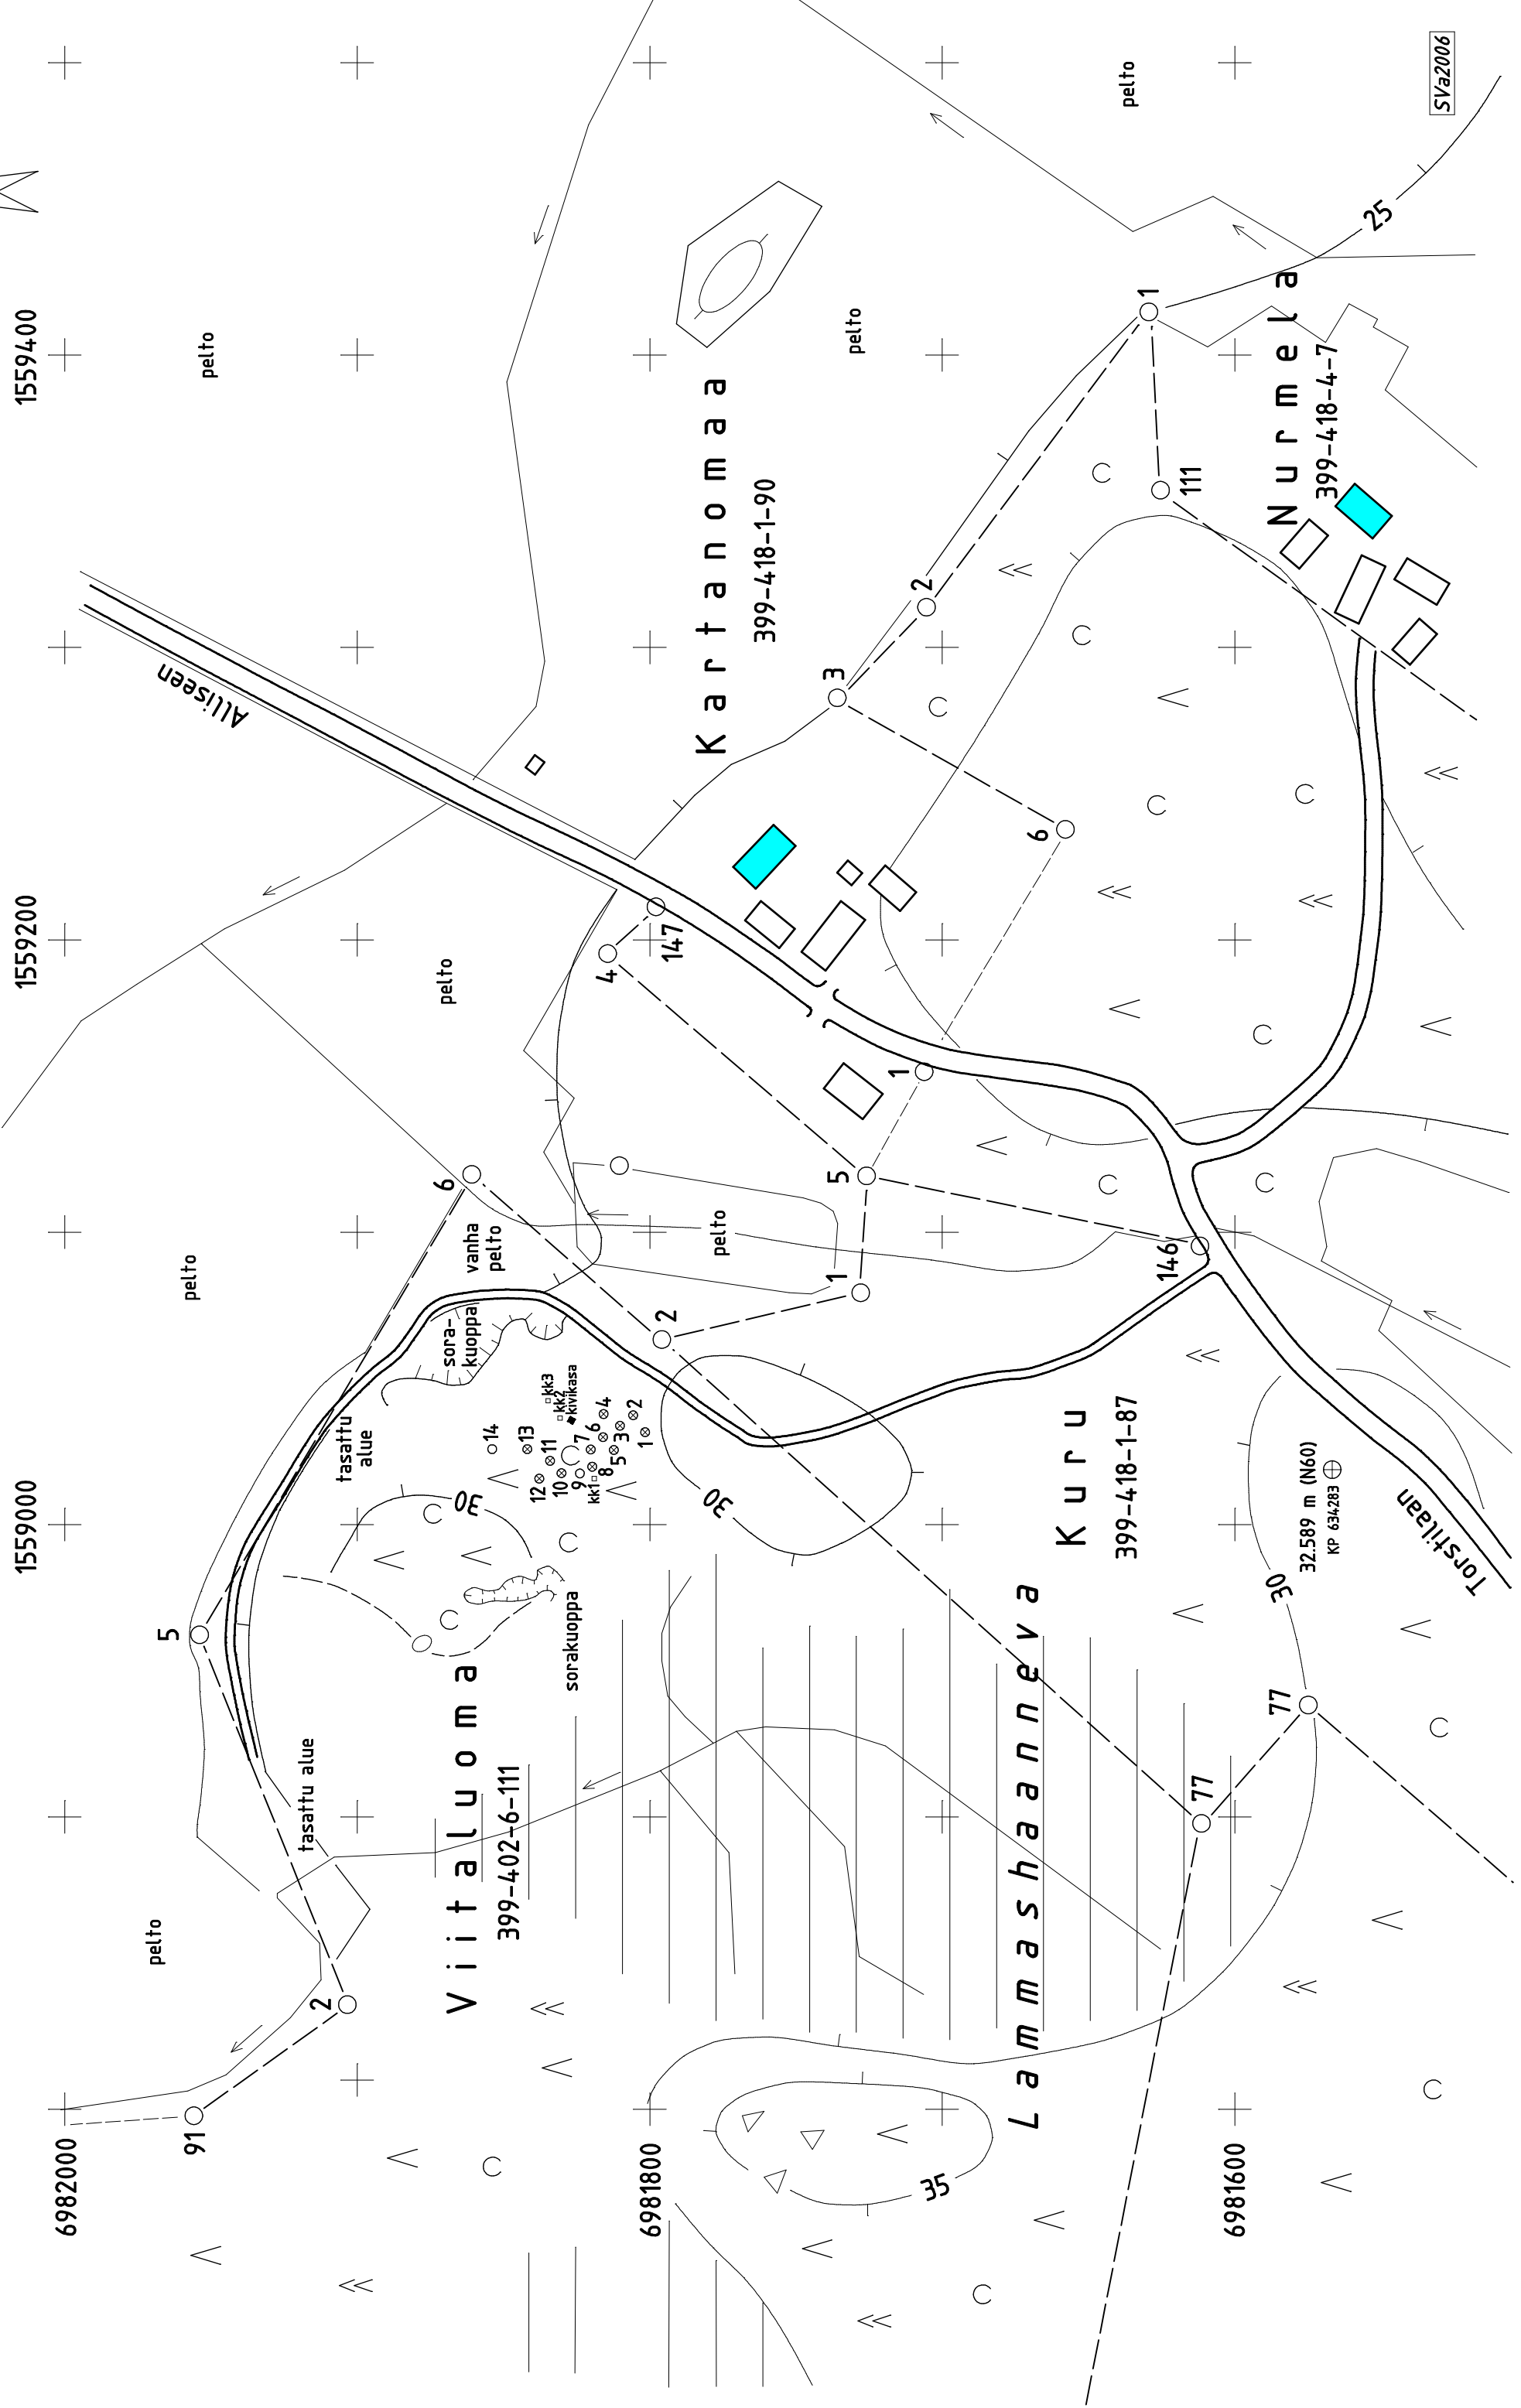 1559000
1559200
1559400
6982000
pelto
5
pelto
pelto
Alliseen
91
tasattu alue
2
tasattu
alue
6
pelto
sora-
kuoppa
vanha
pelto
Viitaluoma
399-402-6-111
30
14
13
12
11
10
9
8
7
6
5
4
3
2
1
kk1
kk2
kk3
kivikasa
sorakuoppa
4
147
6981800
2
30
pelto
Kartanomaa
399-418-1-90
3
1
5
pelto
1
2
35
Lammashaanneva
6
Kuru
399-418-1-87
pelto
1
146
111
77
6981600
77
30
Nurmela
399-418-4-7
32.589 m (N60)
KP 634283
25
Torstilaan
SVa2006